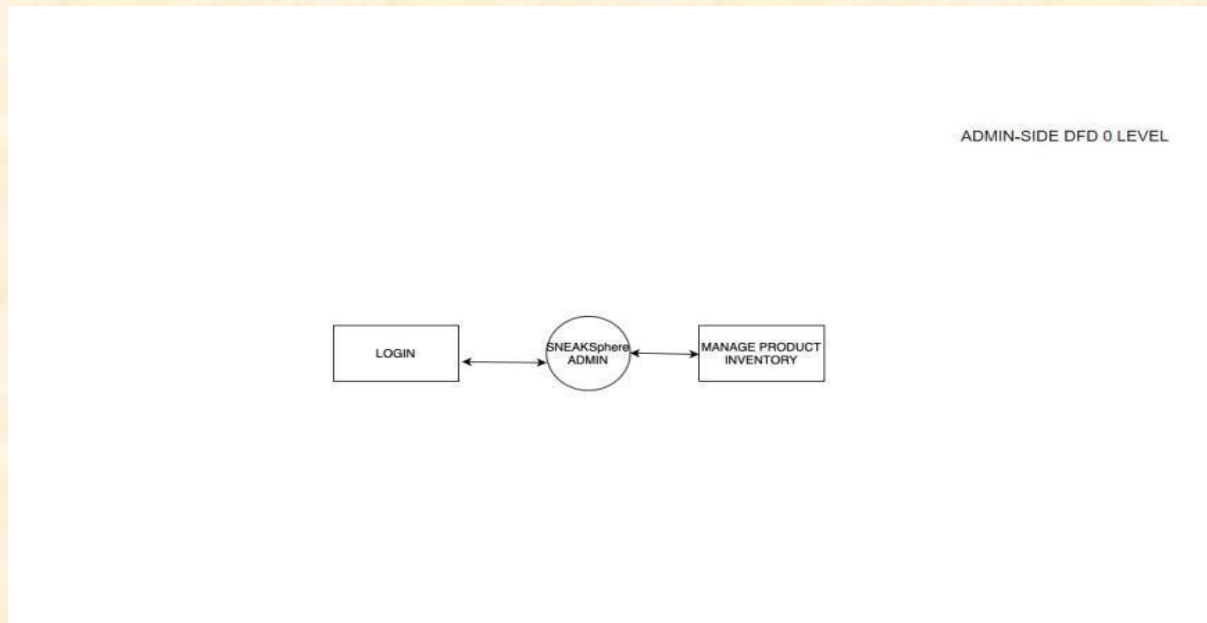 ADMIN-SIDE DFD 0 LEVEL
LOGIN
SNEAKSphere
ADMIN
MANAGE PRODUCT
INVENTORY